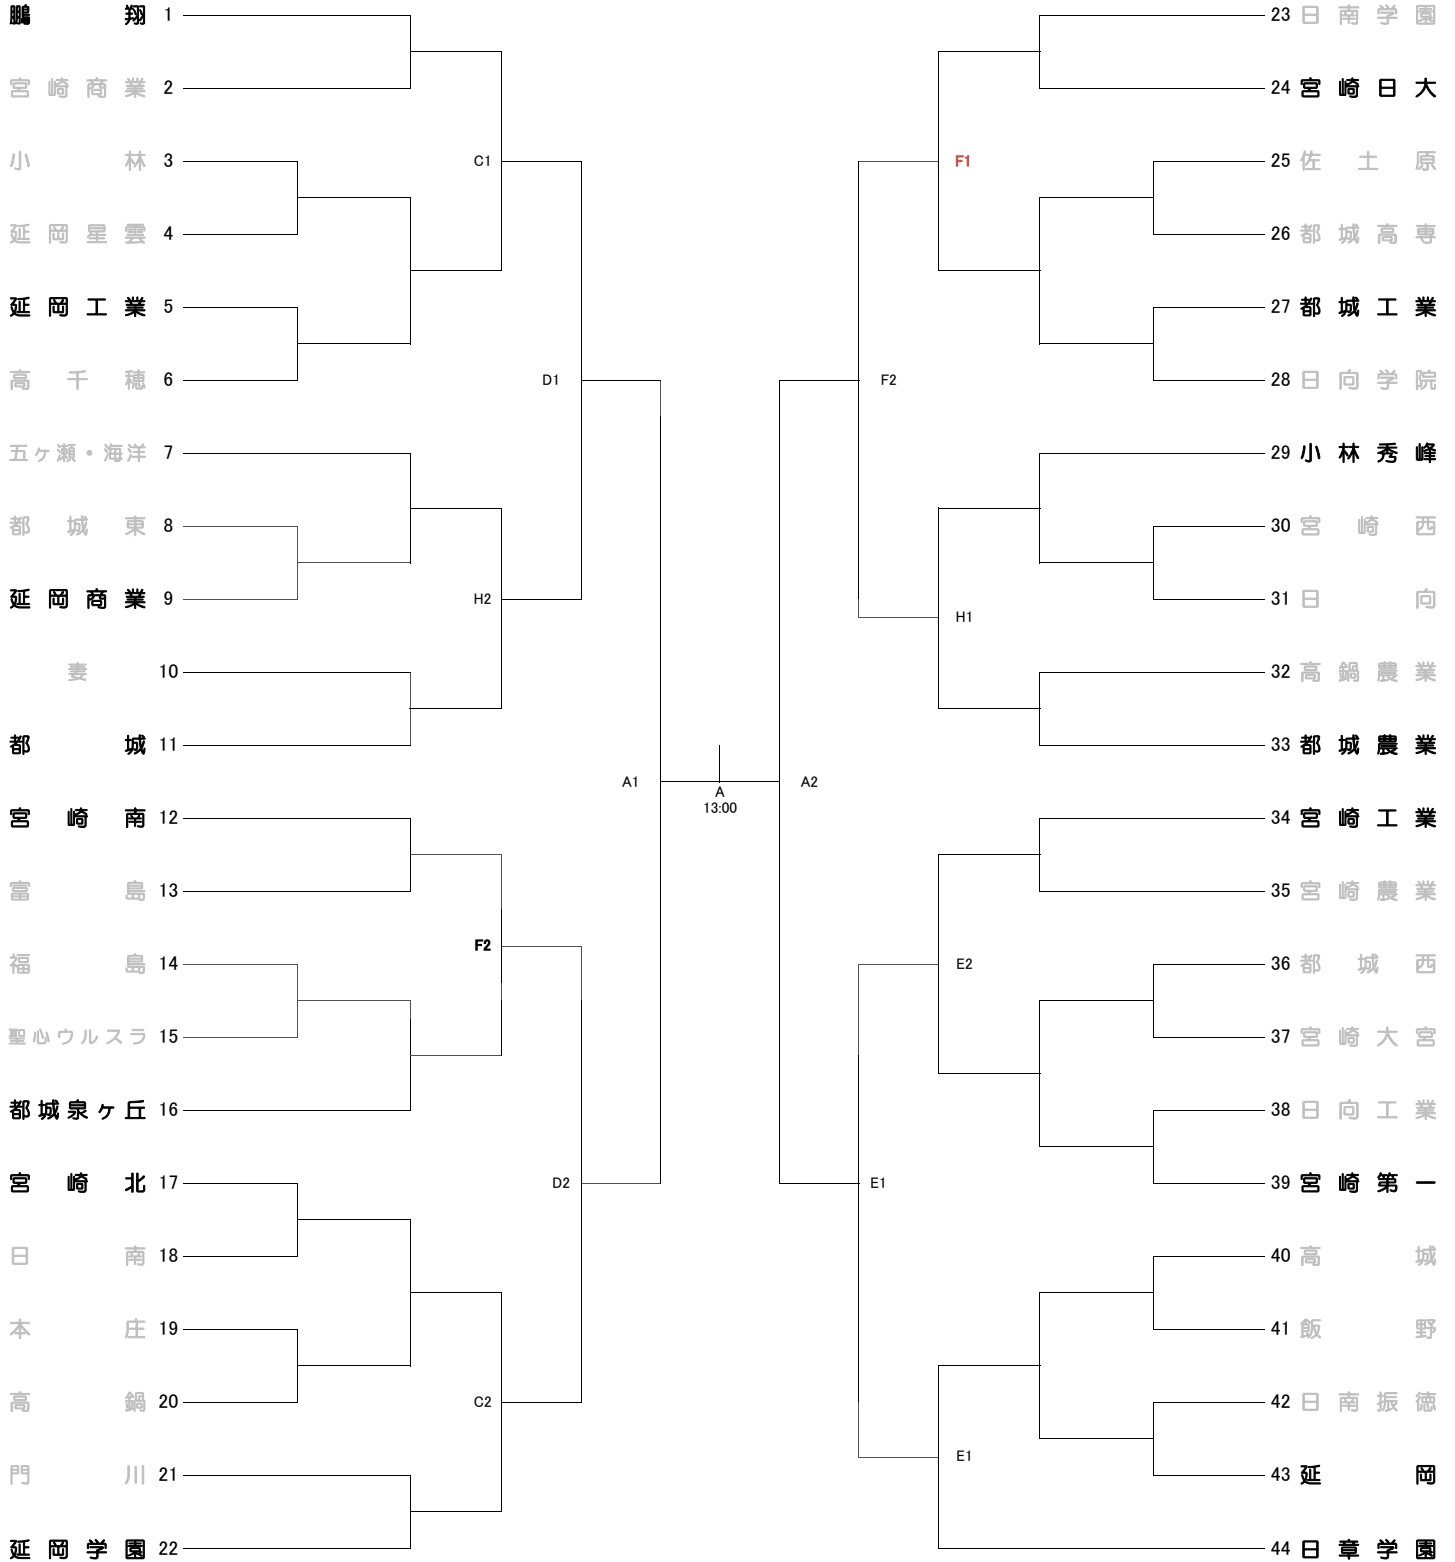 鵬翔 1
宮崎商業 2
小林 3
延岡星雲 4
延岡工業 5
高千穂 6
五ヶ瀬・海洋 7
都城東 8
延岡商業 9
妻 10
都城 11
宮崎南 12
富島 13
福島 14
聖心ウルスラ 15
都城泉ヶ丘 16
宮崎北 17
日南 18
本庄 19
高鍋 20
門川 21
延岡学園 22
C1
D1
H2
A1
F2
D2
C2
A
13:00
F1
F2
H1
A2
E2
E1
E1
23 日南学園
24 宮崎日大
25 佐土原
26 都城高専
27 都城工業
28 日向学院
29 小林秀峰
30 宮崎西
31 日向
32 高鍋農業
33 都城農業
34 宮崎工業
35 宮崎農業
36 都城西
37 宮崎大宮
38 日向工業
39 宮崎第一
40 高城
41 飯野
42 日南振徳
43 延岡
44 日章学園